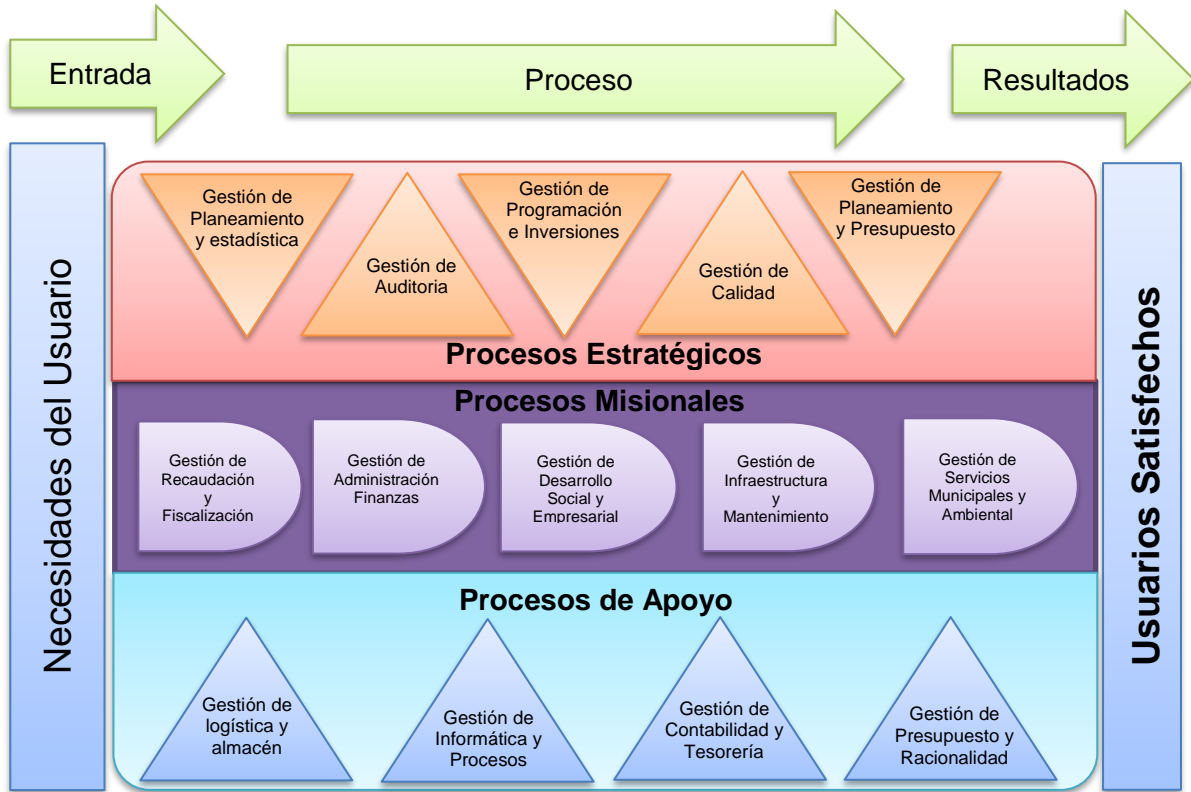 Entrada
Proceso
Resultados
Necesidades del Usuario
Gestión de
Planeamiento
y estadística
Gestión de
Auditoria
Gestión de
Programación
e Inversiones
Gestión de
Calidad
Gestión de
Planeamiento
y Presupuesto
Procesos Estratégicos
Procesos Misionales
Gestión de
Recaudación
y
Fiscalización
Gestión de
Administración
Finanzas
Gestión de
Desarrollo
Social y
Empresarial
Gestión de
Infraestructura
y
Mantenimiento
Gestión de
Servicios
Municipales y
Ambiental
Procesos de Apoyo
Gestión de
logística y
almacén
Gestión de
Informática y
Procesos
Gestión de
Contabilidad y
Tesorería
Gestión de
Presupuesto y
Racionalidad
Usuarios Satisfechos